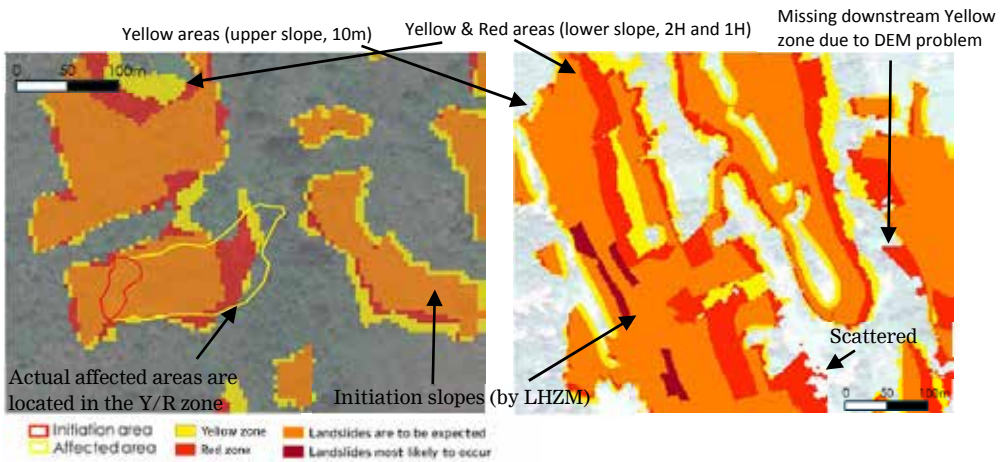 Yellow areas (upper slope, 10m)
Yellow & Red areas (lower slope, 2H and 1H)
Missing downstream Yellow
zone due to DEM problem
0 50 100m
Scattered
Actual affected areas are
located in the Y/R zone
Initiation slopes (by LHZM)
0 50 100m
Initiation area
Yellow zone
Landslides are to be expected
Affected area
Red zone
Landslides most likely to occur